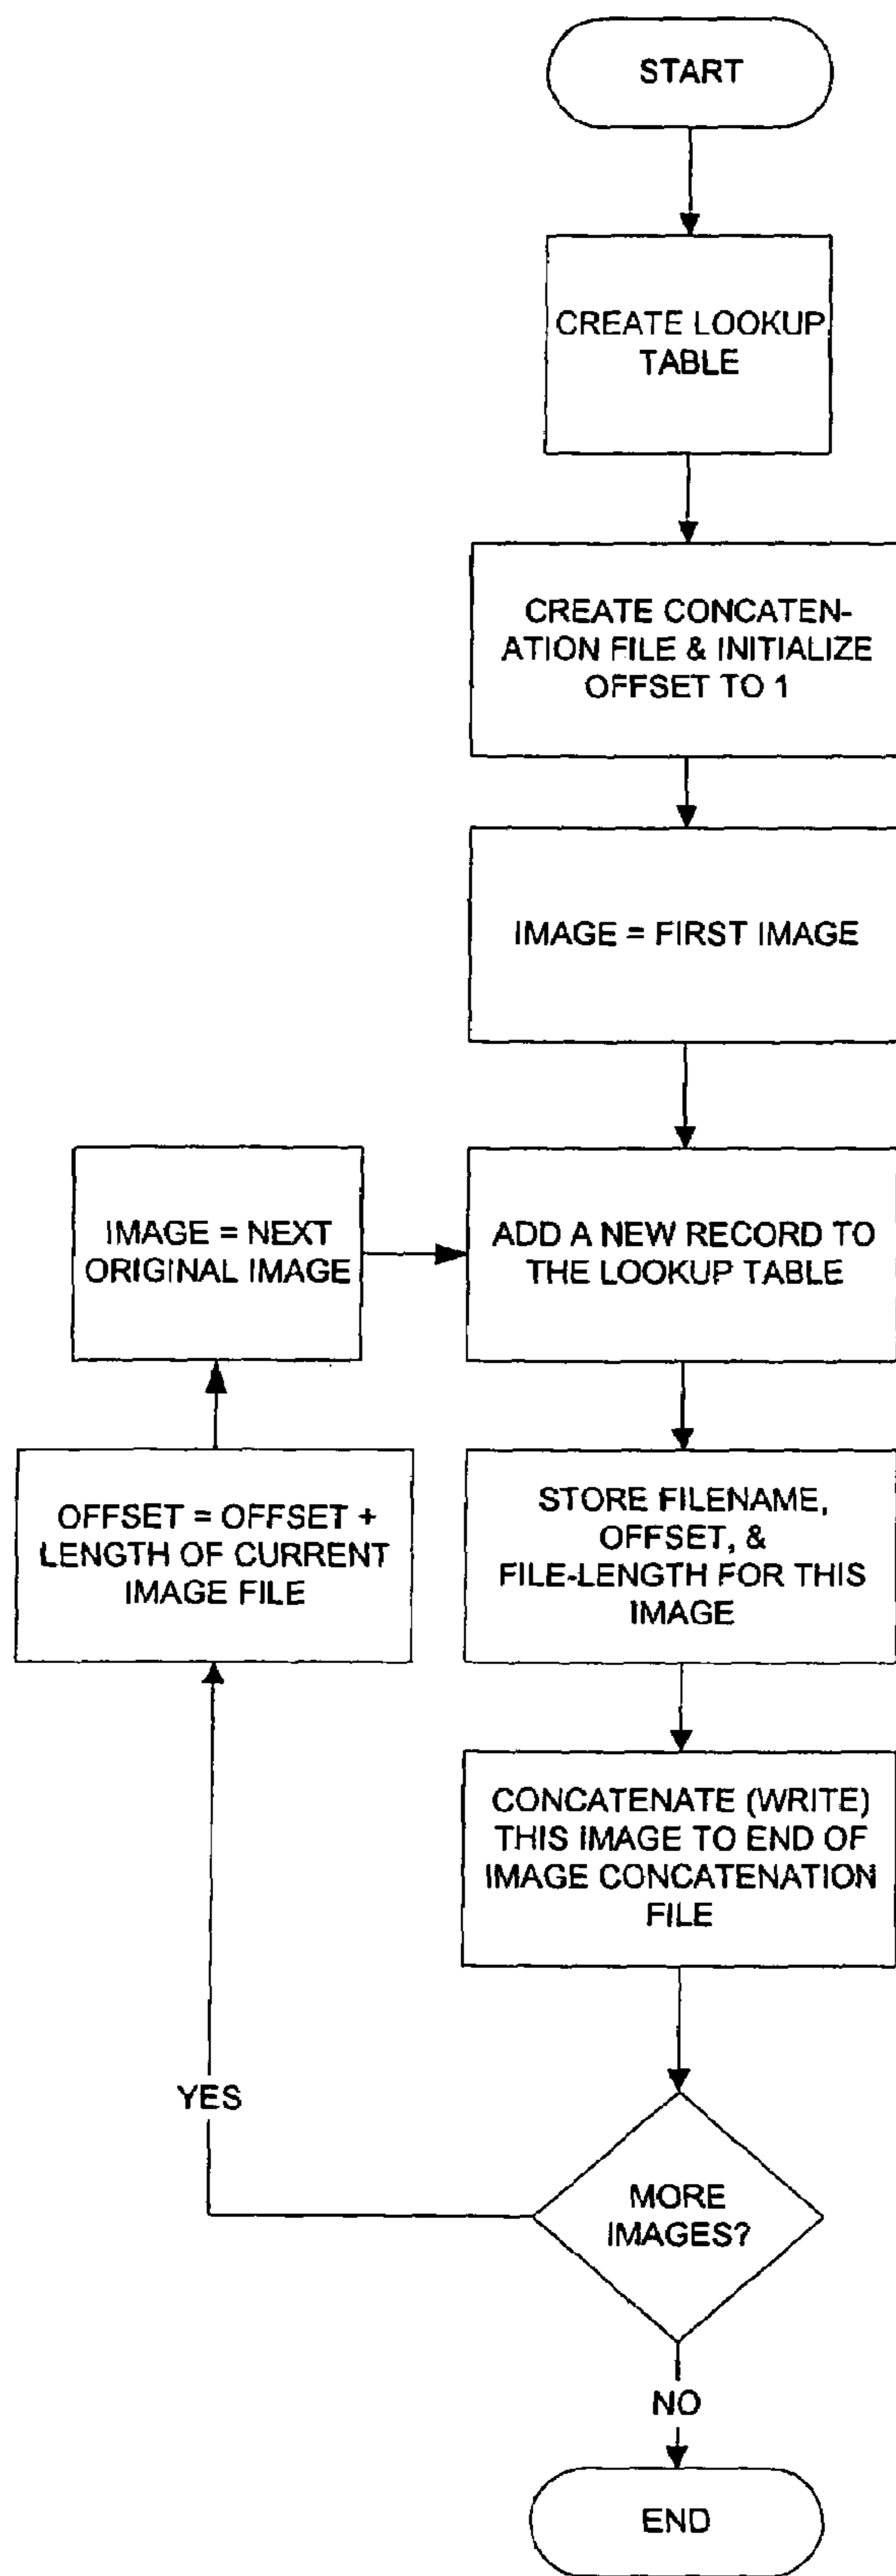 START
CREATE LOOKUP
TABLE
CREATE CONCATEN-
ATION FILE & INITIALIZE
OFFSET TO 1
IMAGE = FIRST IMAGE
IMAGE = NEXT
ORIGINAL IMAGE
ADD A NEW RECORD TO
THE LOOKUP TABLE
OFFSET = OFFSET +
LENGTH OF CURRENT
IMAGE FILE
STORE FILENAME,
OFFSET, &
FILE-LENGTH FOR THIS
IMAGE
CONCATENATE (WRITE)
THIS IMAGE TO END OF
IMAGE CONCATENATION
FILE
YES
MORE
IMAGES?
NO
END